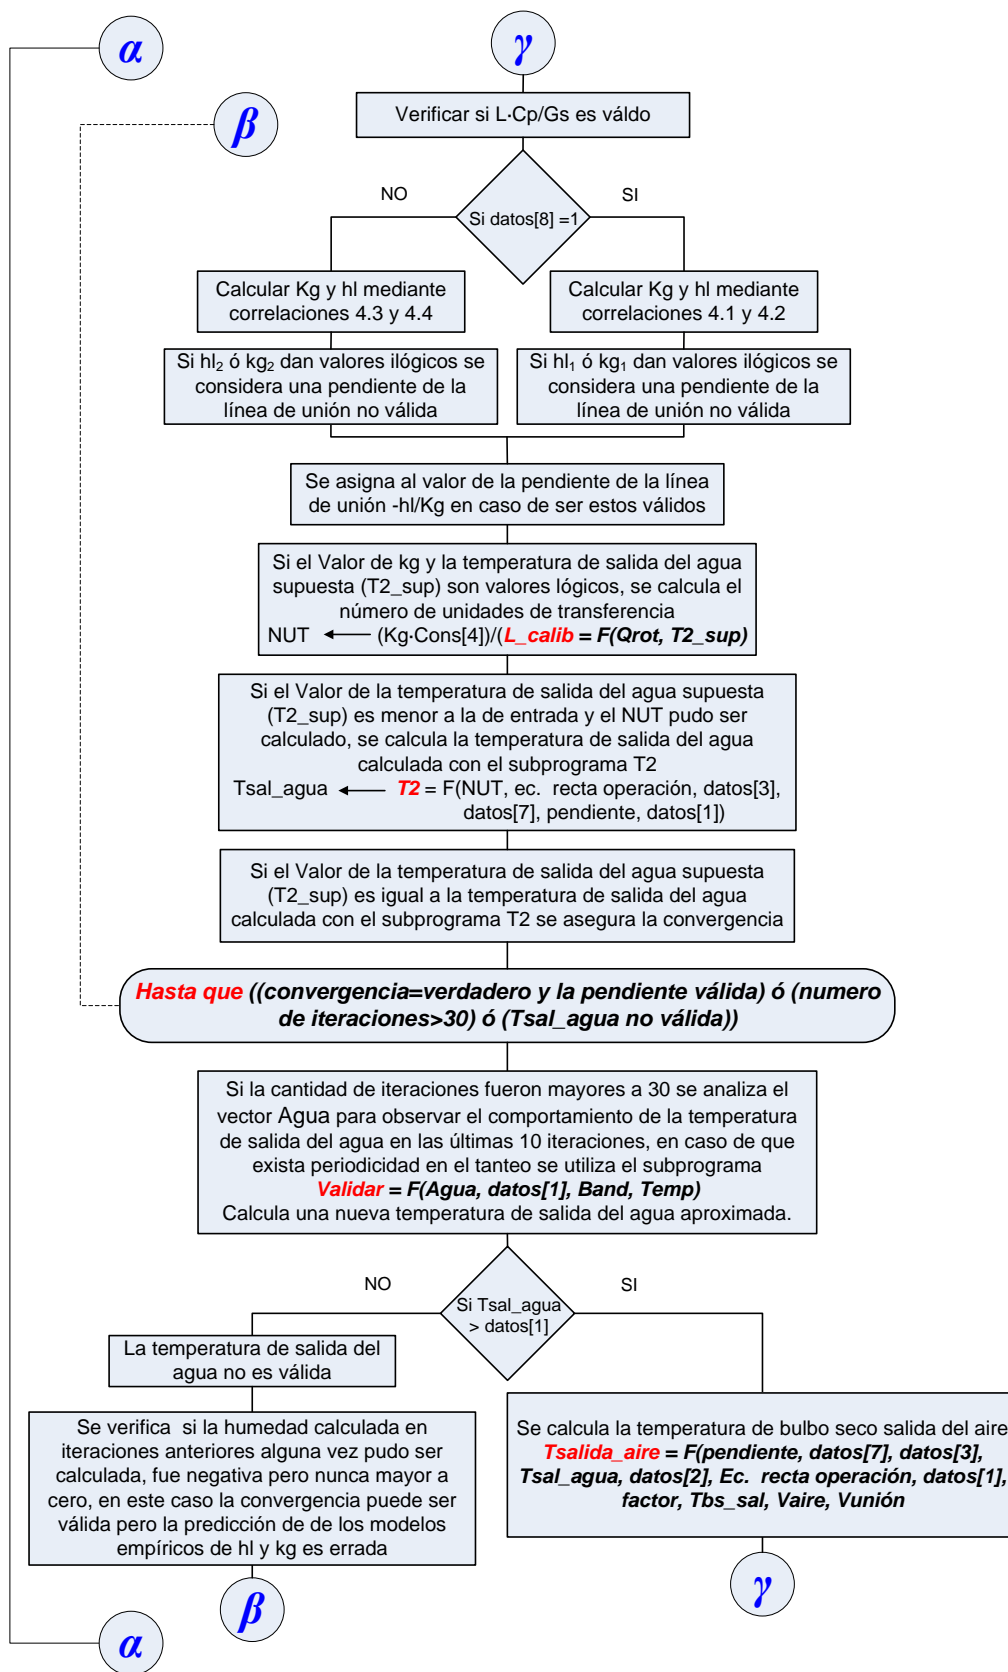 α
γ
β
Verificar si L·Cp/Gs es váldo
NO
SI
Si datos[8] =1
Calcular Kg y hl mediante
correlaciones 4.3 y 4.4
Calcular Kg y hl mediante
correlaciones 4.1 y 4.2
Si hl₂ ó kg₂ dan valores ilógicos se
considera una pendiente de la
línea de unión no válida
Si hl₁ ó kg₁ dan valores ilógicos se
considera una pendiente de la
línea de unión no válida
Se asigna al valor de la pendiente de la línea
de unión -hl/Kg en caso de ser estos válidos
Si el Valor de kg y la temperatura de salida del agua
supuesta (T2_sup) son valores lógicos, se calcula el
número de unidades de transferencia
NUT ← (Kg·Cons[4])/(L_calib = F(Qrot, T2_sup)
Si el Valor de la temperatura de salida del agua supuesta
(T2_sup) es menor a la de entrada y el NUT pudo ser
calculado, se calcula la temperatura de salida del agua
calculada con el subprograma T2
Tsal_agua ← T2 = F(NUT, ec. recta operación, datos[3],
datos[7], pendiente, datos[1])
Si el Valor de la temperatura de salida del agua supuesta
(T2_sup) es igual a la temperatura de salida del agua
calculada con el subprograma T2 se asegura la convergencia
Hasta que ((convergencia=verdadero y la pendiente válida) ó (numero
de iteraciones>30) ó (Tsal_agua no válida))
Si la cantidad de iteraciones fueron mayores a 30 se analiza el
vector Agua para observar el comportamiento de la temperatura
de salida del agua en las últimas 10 iteraciones, en caso de que
exista periodicidad en el tanteo se utiliza el subprograma
Validar = F(Agua, datos[1], Band, Temp)
Calcula una nueva temperatura de salida del agua aproximada.
NO
SI
Si Tsal_agua
> datos[1]
La temperatura de salida del
agua no es válida
Se verifica si la humedad calculada en
iteraciones anteriores alguna vez pudo ser
calculada, fue negativa pero nunca mayor a
cero, en este caso la convergencia puede ser
válida pero la predicción de de los modelos
empíricos de hl y kg es errada
Se calcula la temperatura de bulbo seco salida del aire
Tsalida_aire = F(pendiente, datos[7], datos[3],
Tsal_agua, datos[2], Ec. recta operación, datos[1],
factor, Tbs_sal, Vaire, Vunión
β
γ
α